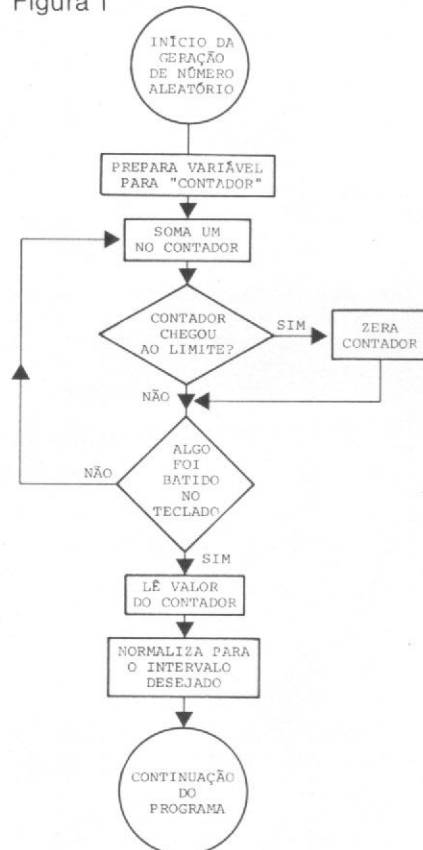 Figura 1
INÍCIO DA
GERAÇÃO
DE NÚMERO
ALEATÓRIO
PREPARA VARIÁVEL
PARA "CONTADOR"
SOMA UM
NO CONTADOR
CONTADOR
CHEGOU
AO LIMITE?
SIM
ZERA
CONTADOR
NÃO
ALGO
FOI
BATIDO
NO
TECLADO
NÃO
SIM
LÊ VALOR
DO CONTADOR
NORMALIZA PARA
O INTERVALO
DESEJADO
CONTINUAÇÃO
DO
PROGRAMA